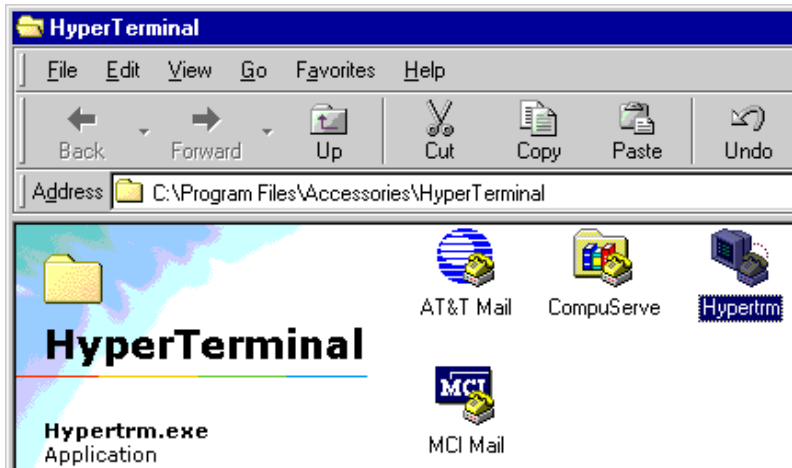 HyperTerminal
File Edit View Go Favorites Help
Back Forward Up Cut Copy Paste Undo
Address C:\Program Files\Accessories\HyperTerminal
AT&T Mail CompuServe Hypertrm
HyperTerminal
MCI
Hypertrm.exe
MCI Mail
Application